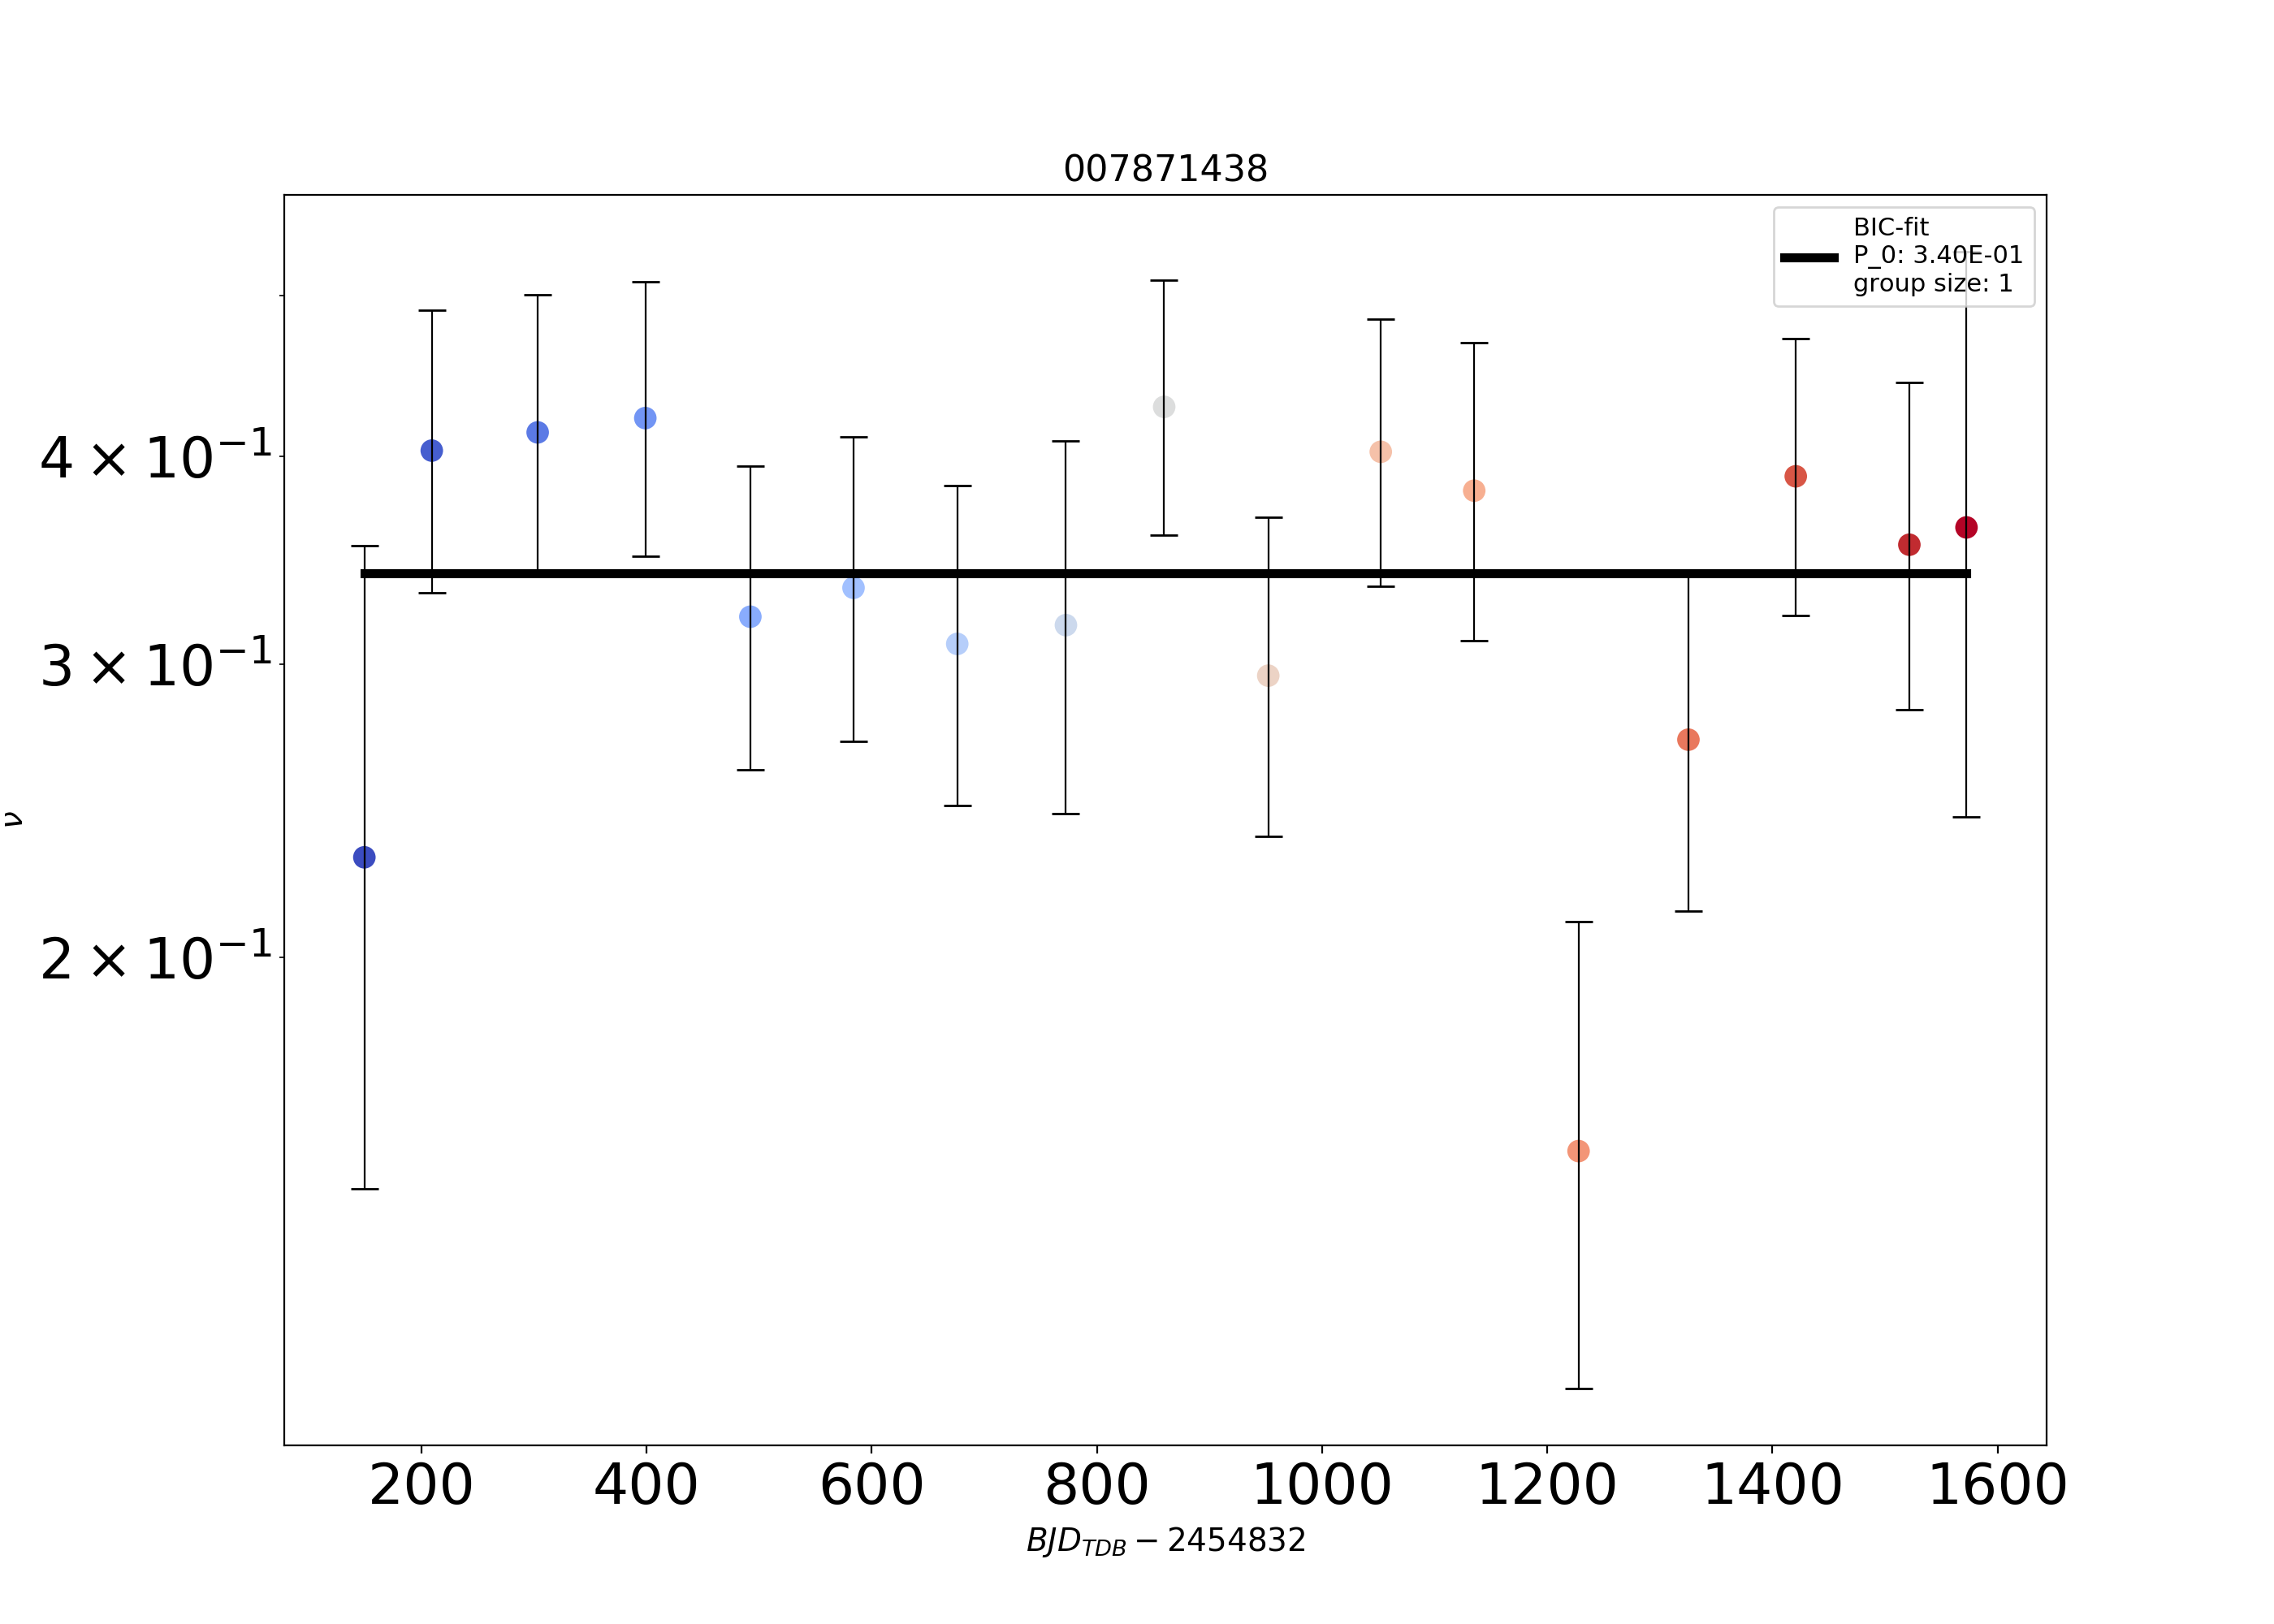 007871438
BIC-fit
P_0: 3.40E-01
group size: 1
4 × 10⁻¹
3 × 10⁻¹
2 × 10⁻¹
ν
200 400 600 800 1000 1200 1400 1600
BJD_TDB − 2454832